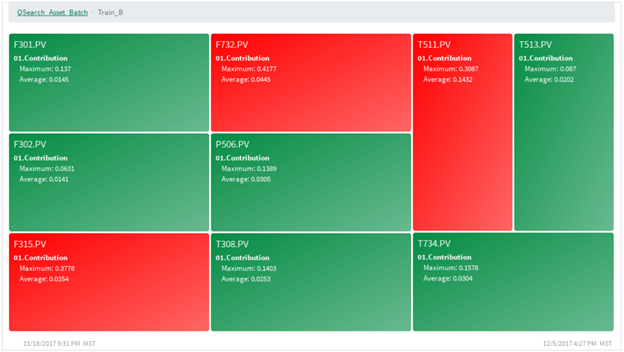 QSearch_Asset_Batch » Train_B
F301.PV
01.Contribution
Maximum: 0.137
Average: 0.0145
F732.PV
01.Contribution
Maximum: 0.4177
Average: 0.0445
T511.PV
01.Contribution
Maximum: 0.3087
Average: 0.1432
T513.PV
01.Contribution
Maximum: 0.087
Average: 0.0202
F302.PV
01.Contribution
Maximum: 0.0631
Average: 0.0141
P506.PV
01.Contribution
Maximum: 0.1389
Average: 0.0305
F315.PV
01.Contribution
Maximum: 0.3778
Average: 0.0354
T308.PV
01.Contribution
Maximum: 0.1403
Average: 0.0253
T734.PV
01.Contribution
Maximum: 0.1578
Average: 0.0304
11/18/2017 9:31 PM MST
12/5/2017 4:27 PM MST